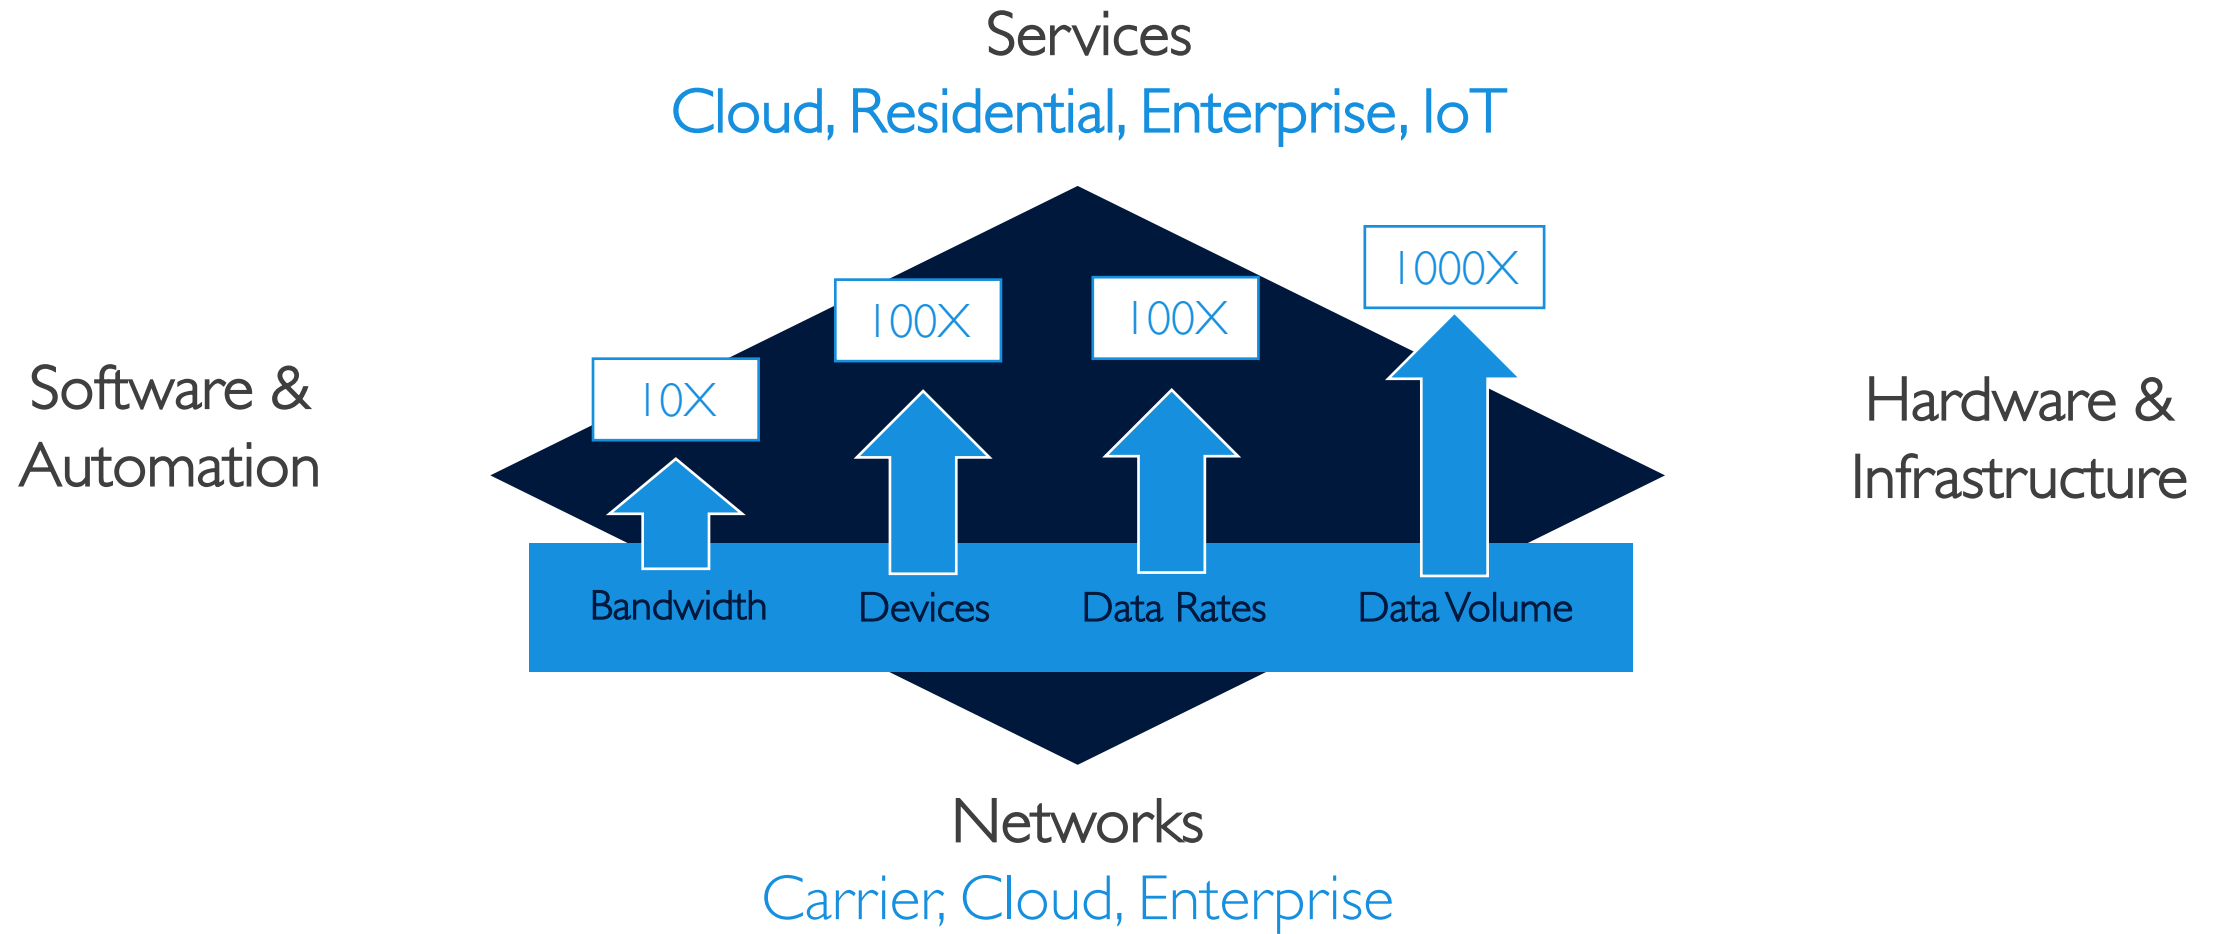 Services
Cloud, Residential, Enterprise, IoT
1000X
100X
100X
10X
Software &
Automation
Hardware &
Infrastructure
Bandwidth
Devices
Data Rates
Data Volume
Networks
Carrier, Cloud, Enterprise